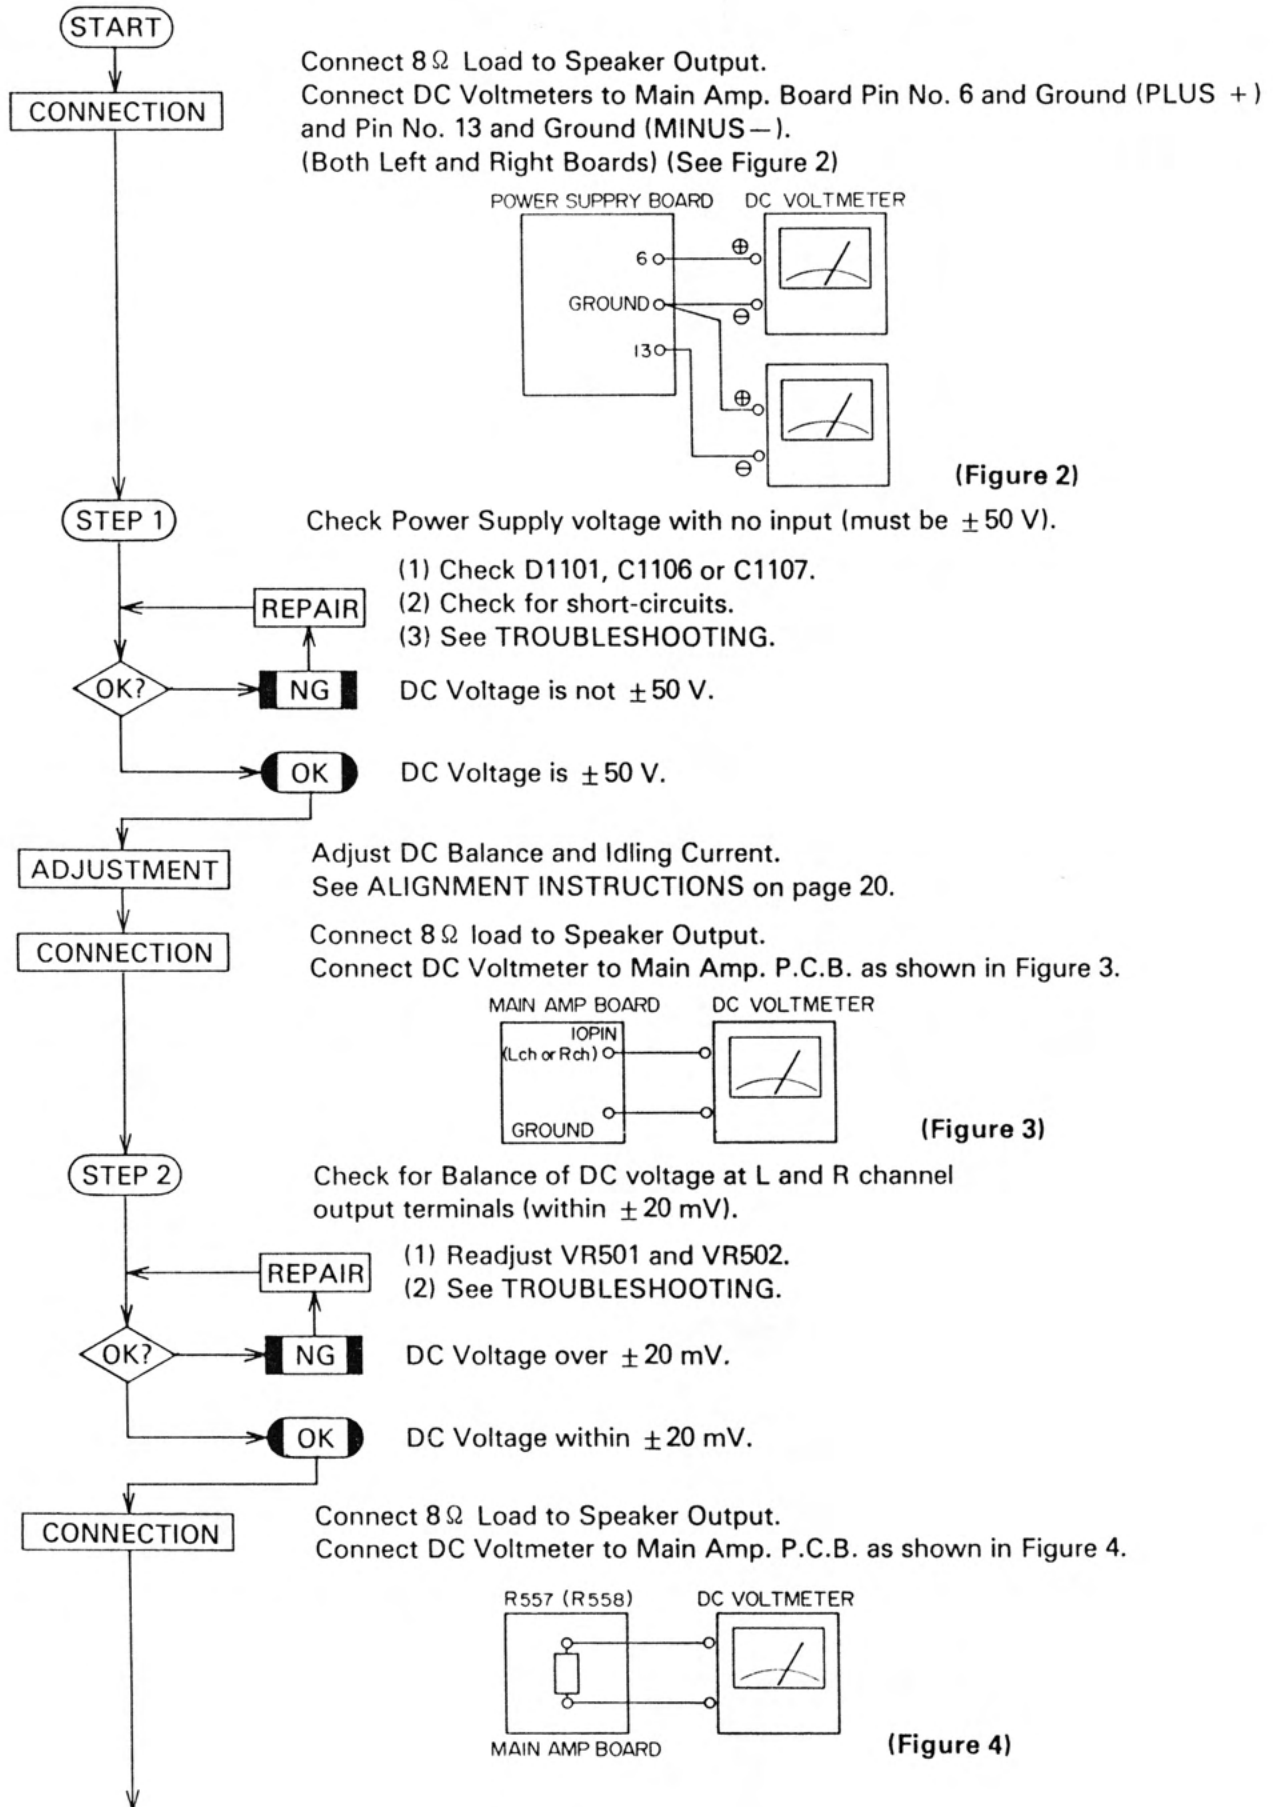 START
CONNECTION
Connect 8Ω Load to Speaker Output.
Connect DC Voltmeters to Main Amp. Board Pin No. 6 and Ground (PLUS +)
and Pin No. 13 and Ground (MINUS−).
(Both Left and Right Boards) (See Figure 2)
POWER SUPPRY BOARD DC VOLTMETER
6 ⊕
GROUND ⊖
13
⊕
⊖
(Figure 2)
STEP 1 Check Power Supply voltage with no input (must be ±50 V).
(1) Check D1101, C1106 or C1107.
REPAIR (2) Check for short-circuits.
(3) See TROUBLESHOOTING.
OK? NG DC Voltage is not ±50 V.
OK DC Voltage is ±50 V.
ADJUSTMENT
Adjust DC Balance and Idling Current.
See ALIGNMENT INSTRUCTIONS on page 20.
CONNECTION
Connect 8Ω load to Speaker Output.
Connect DC Voltmeter to Main Amp. P.C.B. as shown in Figure 3.
MAIN AMP BOARD DC VOLTMETER
10PIN
(Lch or Rch)
GROUND
(Figure 3)
STEP 2
Check for Balance of DC voltage at L and R channel
output terminals (within ±20 mV).
REPAIR
(1) Readjust VR501 and VR502.
(2) See TROUBLESHOOTING.
OK? NG DC Voltage over ±20 mV.
OK DC Voltage within ±20 mV.
CONNECTION
Connect 8Ω Load to Speaker Output.
Connect DC Voltmeter to Main Amp. P.C.B. as shown in Figure 4.
R557 (R558) DC VOLTMETER
MAIN AMP BOARD
(Figure 4)